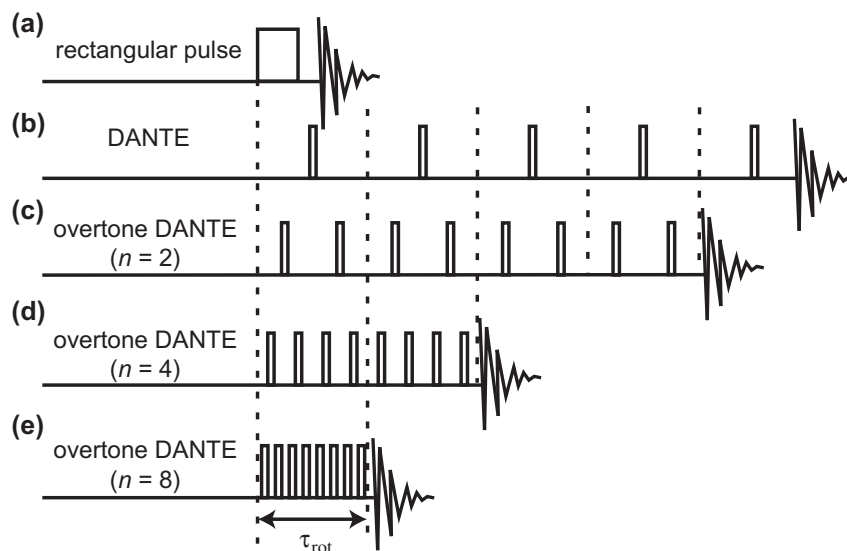 (a)
rectangular pulse
(b)
DANTE
(c)
overtone DANTE
(n = 2)
(d)
overtone DANTE
(n = 4)
(e)
overtone DANTE
(n = 8)
τrot